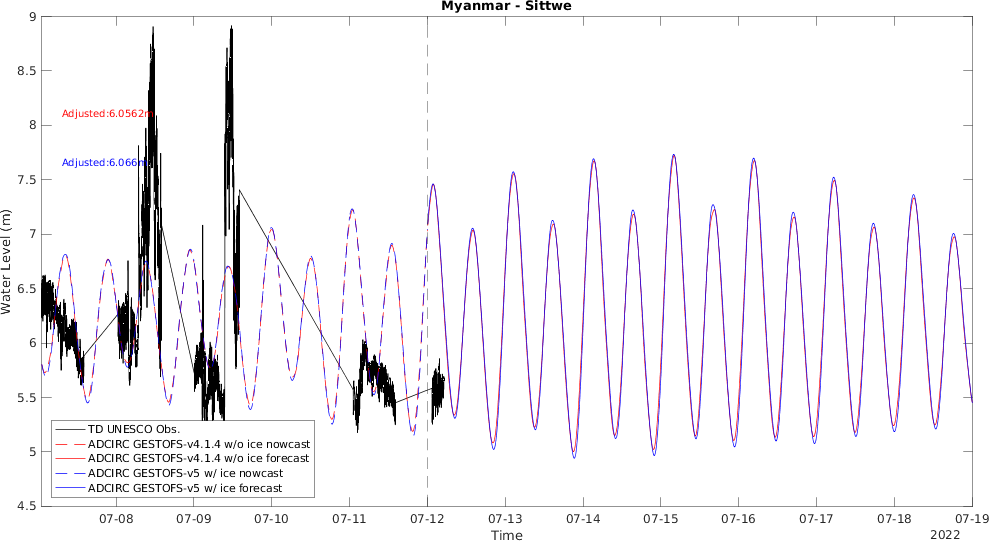 Myanmar - Sittwe
9
8.5
8
7.5
7
6.5
6
5.5
5
4.5
Water Level (m)
Adjusted:6.0562m
Adjusted:6.066m
TD UNESCO Obs.
ADCIRC GESTOFS-v4.1.4 w/o ice nowcast
ADCIRC GESTOFS-v4.1.4 w/o ice forecast
ADCIRC GESTOFS-v5 w/ ice nowcast
ADCIRC GESTOFS-v5 w/ ice forecast
07-08 07-09 07-10 07-11 07-12 07-13 07-14 07-15 07-16 07-17 07-18 07-19
Time
2022